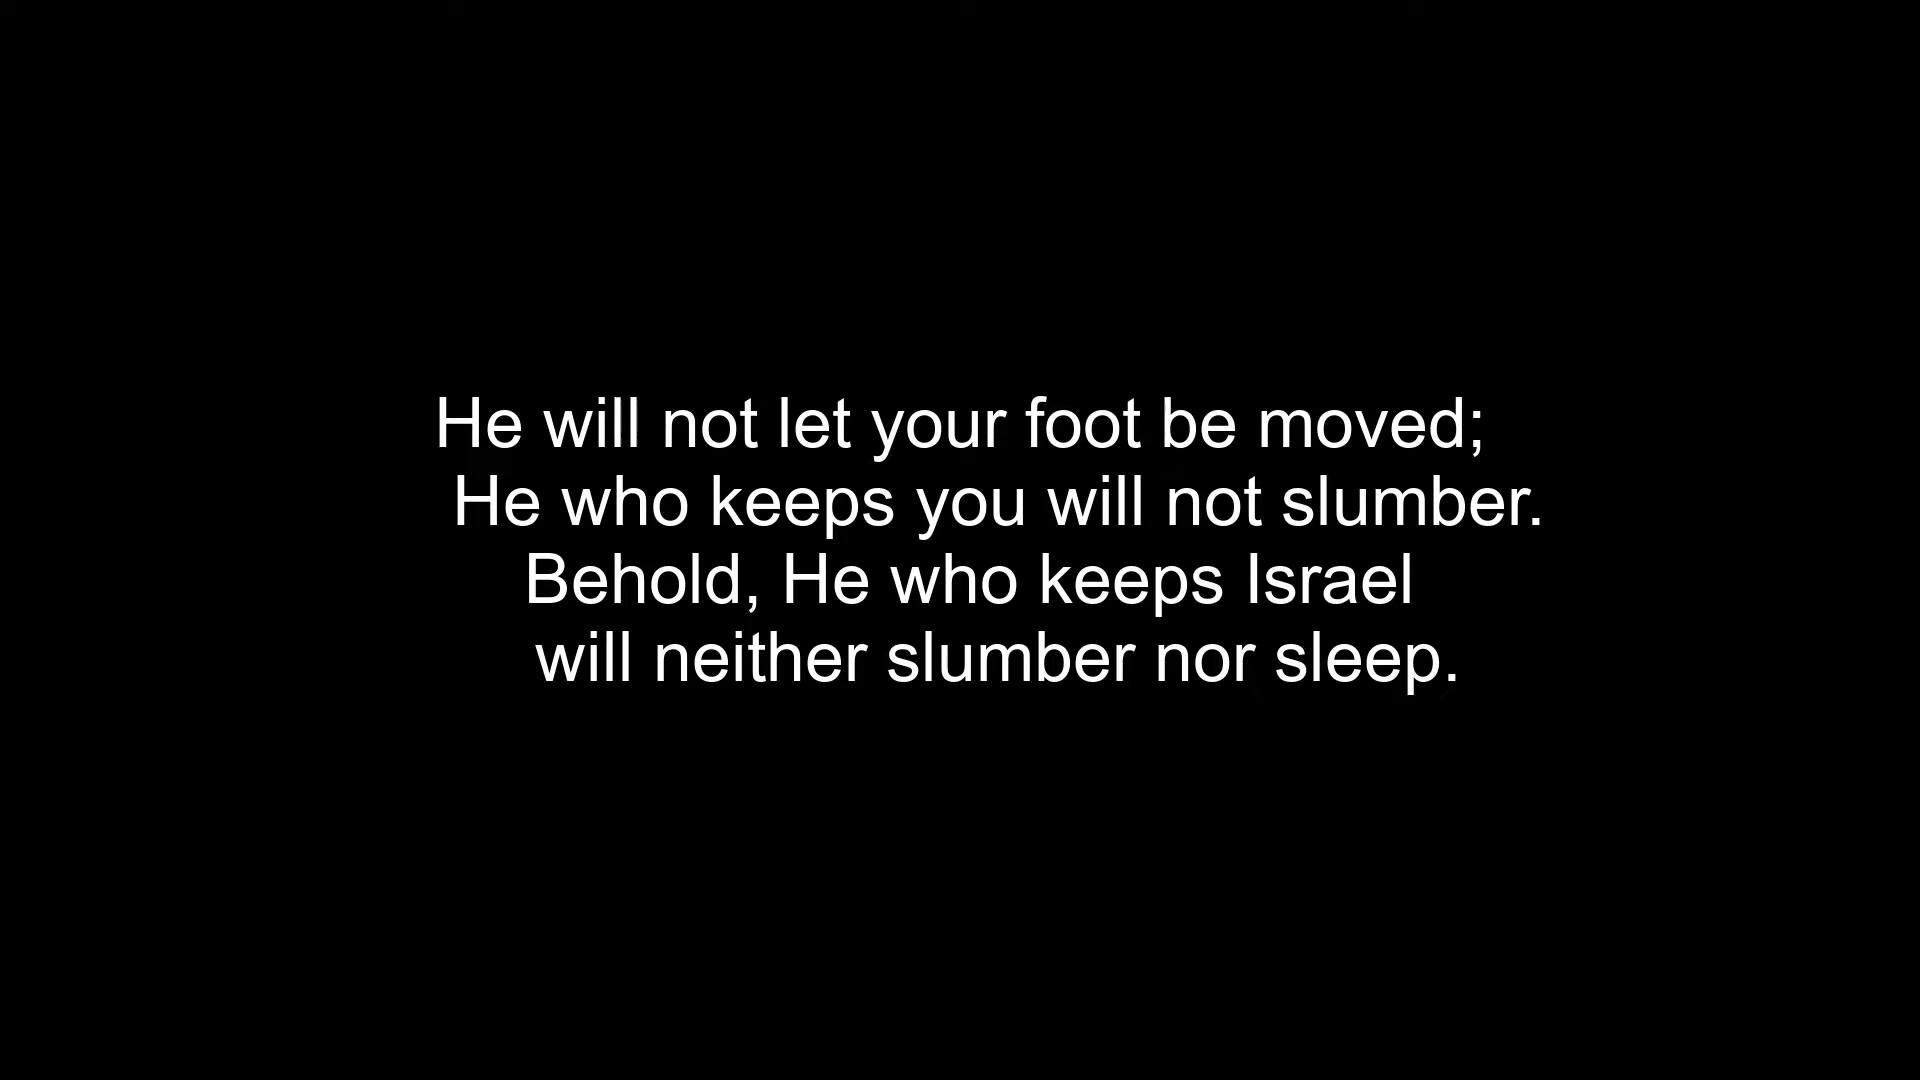 He will not let your foot be moved;
He who keeps you will not slumber.
Behold, He who keeps Israel
will neither slumber nor sleep.